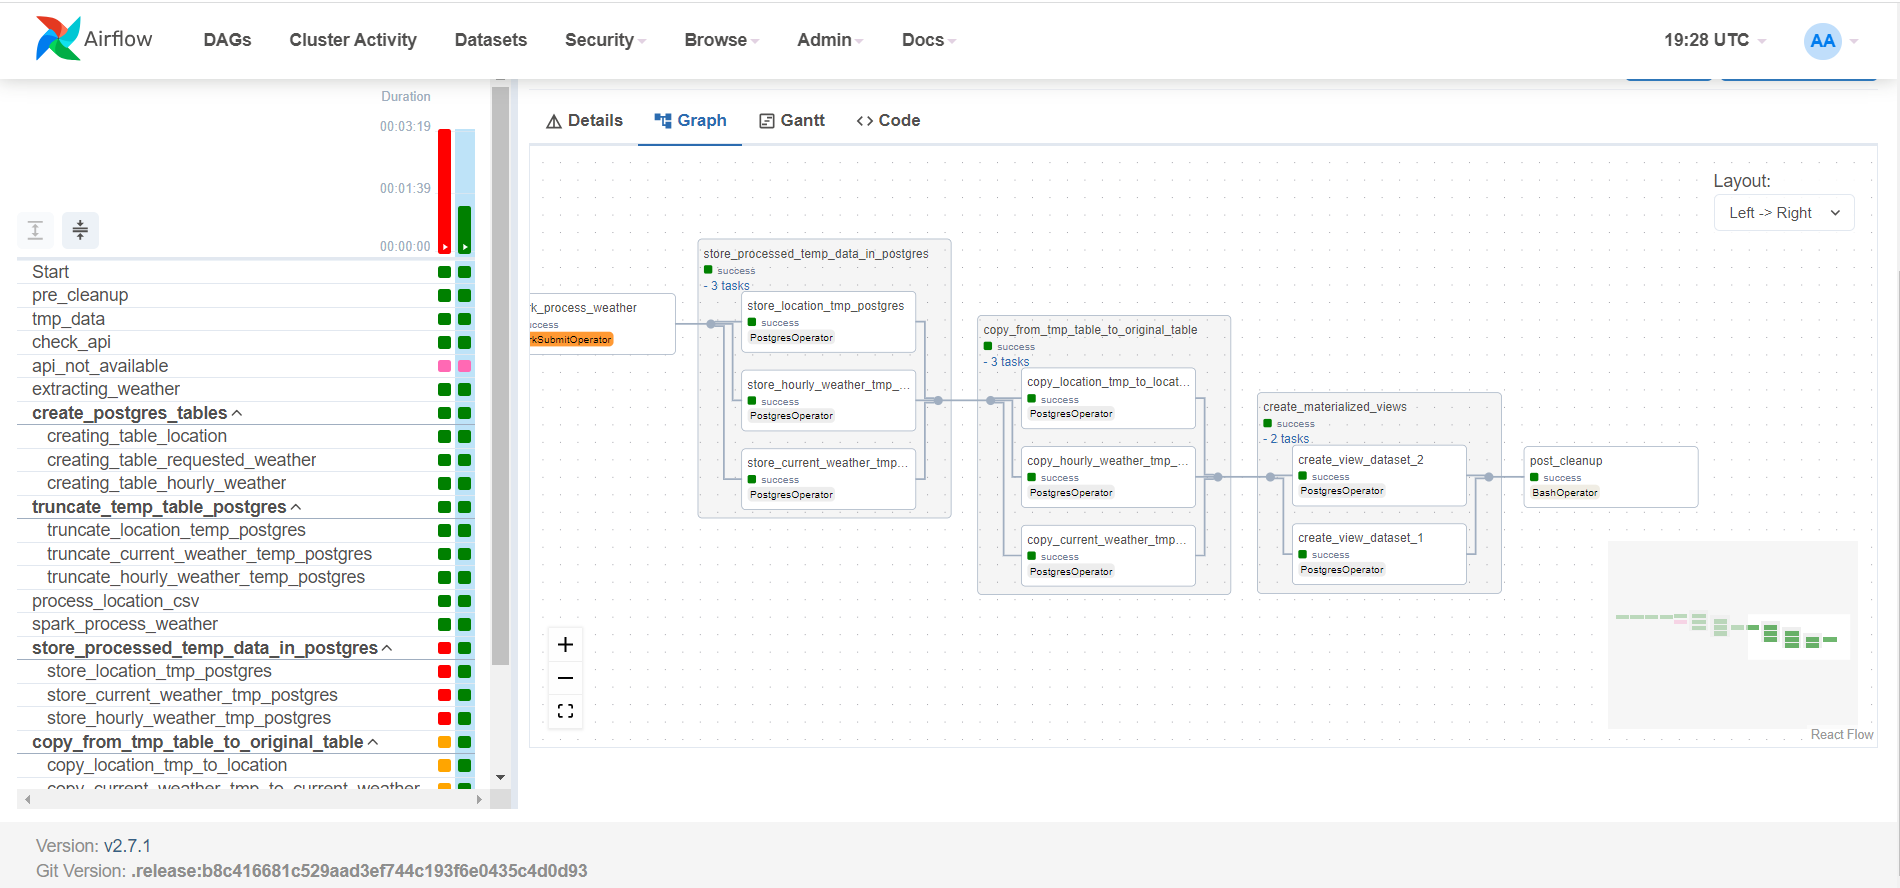 Airflow
DAGs
Cluster Activity
Datasets
Security
Browse
Admin
Docs
19:28 UTC
AA
Duration
00:03:19
00:01:39
00:00:00
Start
pre_cleanup
tmp_data
check_api
api_not_available
extracting_weather
create_postgres_tables
creating_table_location
creating_table_requested_weather
creating_table_hourly_weather
truncate_temp_table_postgres
truncate_location_temp_postgres
truncate_current_weather_temp_postgres
truncate_hourly_weather_temp_postgres
process_location_csv
spark_process_weather
store_processed_temp_data_in_postgres
store_location_tmp_postgres
store_current_weather_tmp_postgres
store_hourly_weather_tmp_postgres
copy_from_tmp_table_to_original_table
copy_location_tmp_to_location
copy_current_weather_tmp_to_current_weather
Details
Graph
Gantt
Code
Layout:
Left -> Right
rk_process_weather
uccess
rkSubmitOperator
store_processed_temp_data_in_postgres
success
- 3 tasks
store_location_tmp_postgres
success
PostgresOperator
store_hourly_weather_tmp_...
success
PostgresOperator
store_current_weather_tmp...
success
PostgresOperator
copy_from_tmp_table_to_original_table
success
- 3 tasks
copy_location_tmp_to_locat...
success
PostgresOperator
copy_hourly_weather_tmp_...
success
PostgresOperator
copy_current_weather_tmp...
success
PostgresOperator
create_materialized_views
success
- 2 tasks
create_view_dataset_2
success
PostgresOperator
create_view_dataset_1
success
PostgresOperator
post_cleanup
success
BashOperator
React Flow
Version: v2.7.1
Git Version: .release:b8c416681c529aad3ef744c193f6e0435c4d0d93